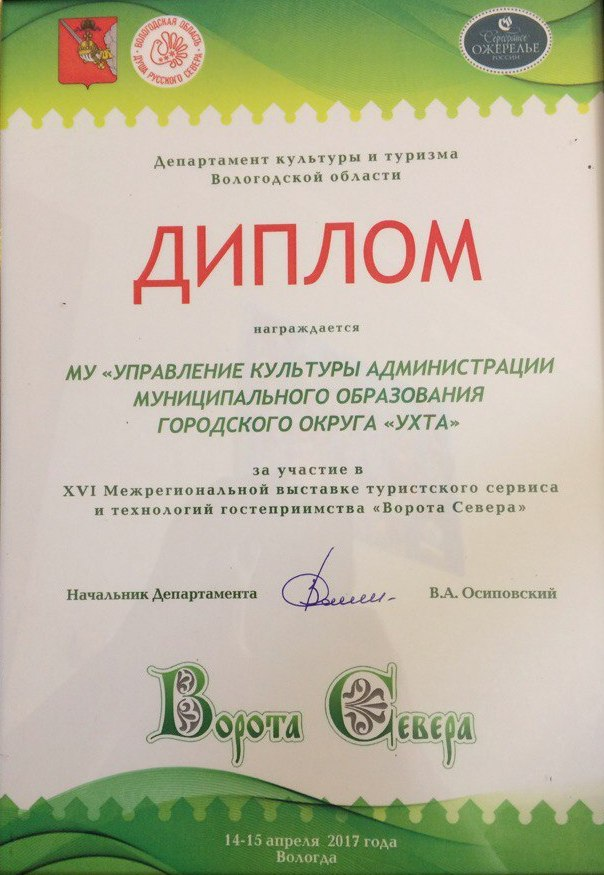 ВОЛОГОДСКАЯ ОБЛАСТЬ
ДУША РУССКОГО СЕВЕРА
Серебряное
ОЖЕРЕЛЬЕ
РОССИИ
Департамент культуры и туризма
Вологодской области
ДИПЛОМ
награждается
МУ «УПРАВЛЕНИЕ КУЛЬТУРЫ АДМИНИСТРАЦИИ
МУНИЦИПАЛЬНОГО ОБРАЗОВАНИЯ
ГОРОДСКОГО ОКРУГА «УХТА»
за участие в
XVI Межрегиональной выставке туристского сервиса
и технологий гостеприимства «Ворота Севера»
Начальник Департамента В.А. Осиповский
Ворота Севера
14-15 апреля 2017 года
Вологда